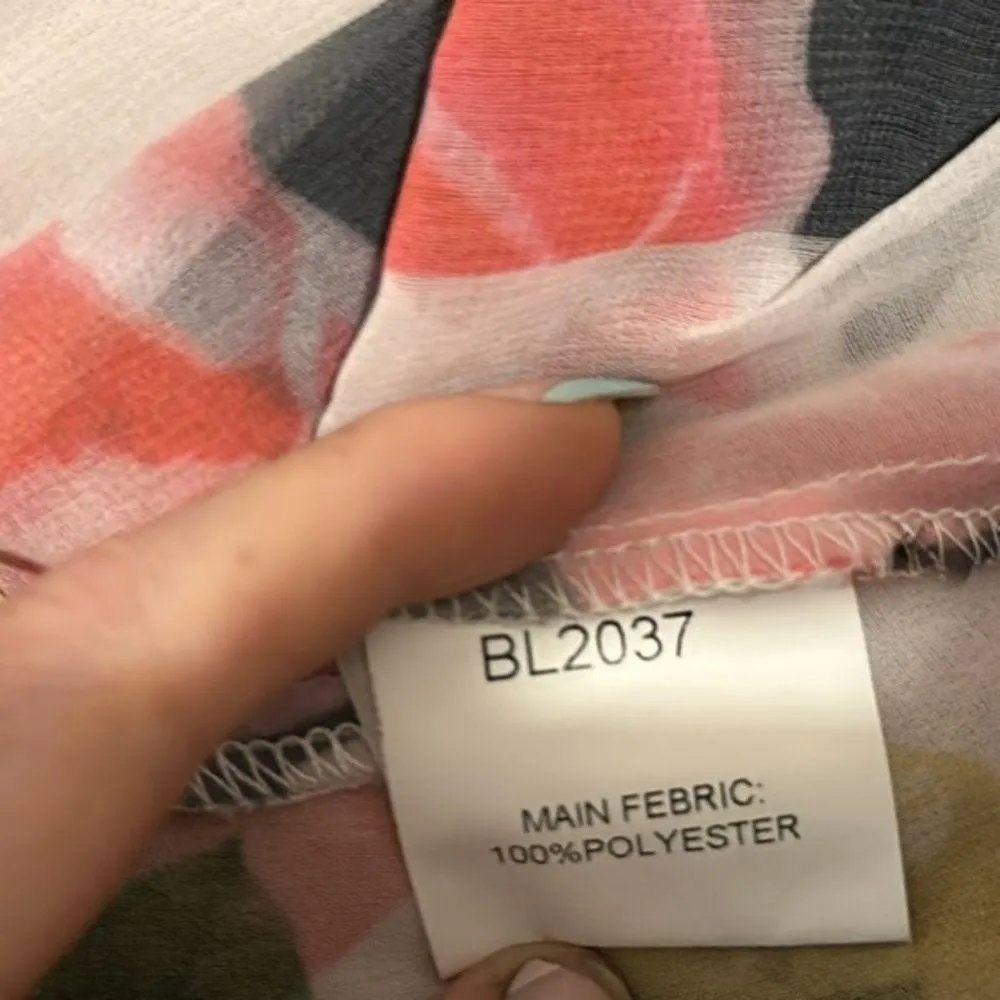 BL2037
MAIN FEBRIC:
100%POLYESTER